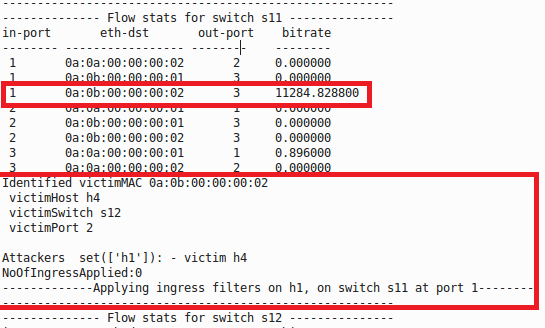 ------------------------------------------------------
------------- Flow stats for switch s11 --------------
in-port eth-dst out-port bitrate
-------- ----------------- -------- --------
1 0a:0a:00:00:00:02 2 0.000000
1 0a:0b:00:00:00:01 3 0.000000
1 0a:0b:00:00:00:02 3 11284.828800
2 0a:0a:00:00:00:01 1 0.000000
2 0a:0b:00:00:00:01 3 0.000000
2 0a:0b:00:00:00:02 3 0.000000
3 0a:0a:00:00:00:01 1 0.896000
3 0a:0a:00:00:00:02 2 0.000000
Identified victimMAC 0a:0b:00:00:00:02
victimHost h4
victimSwitch s12
victimPort 2
Attackers set(['h1']): - victim h4
NoOfIngressApplied:0
-------------Applying ingress filters on h1, on switch s11 at port 1--------
------------------------------------------------------
------------- Flow stats for switch s12 --------------